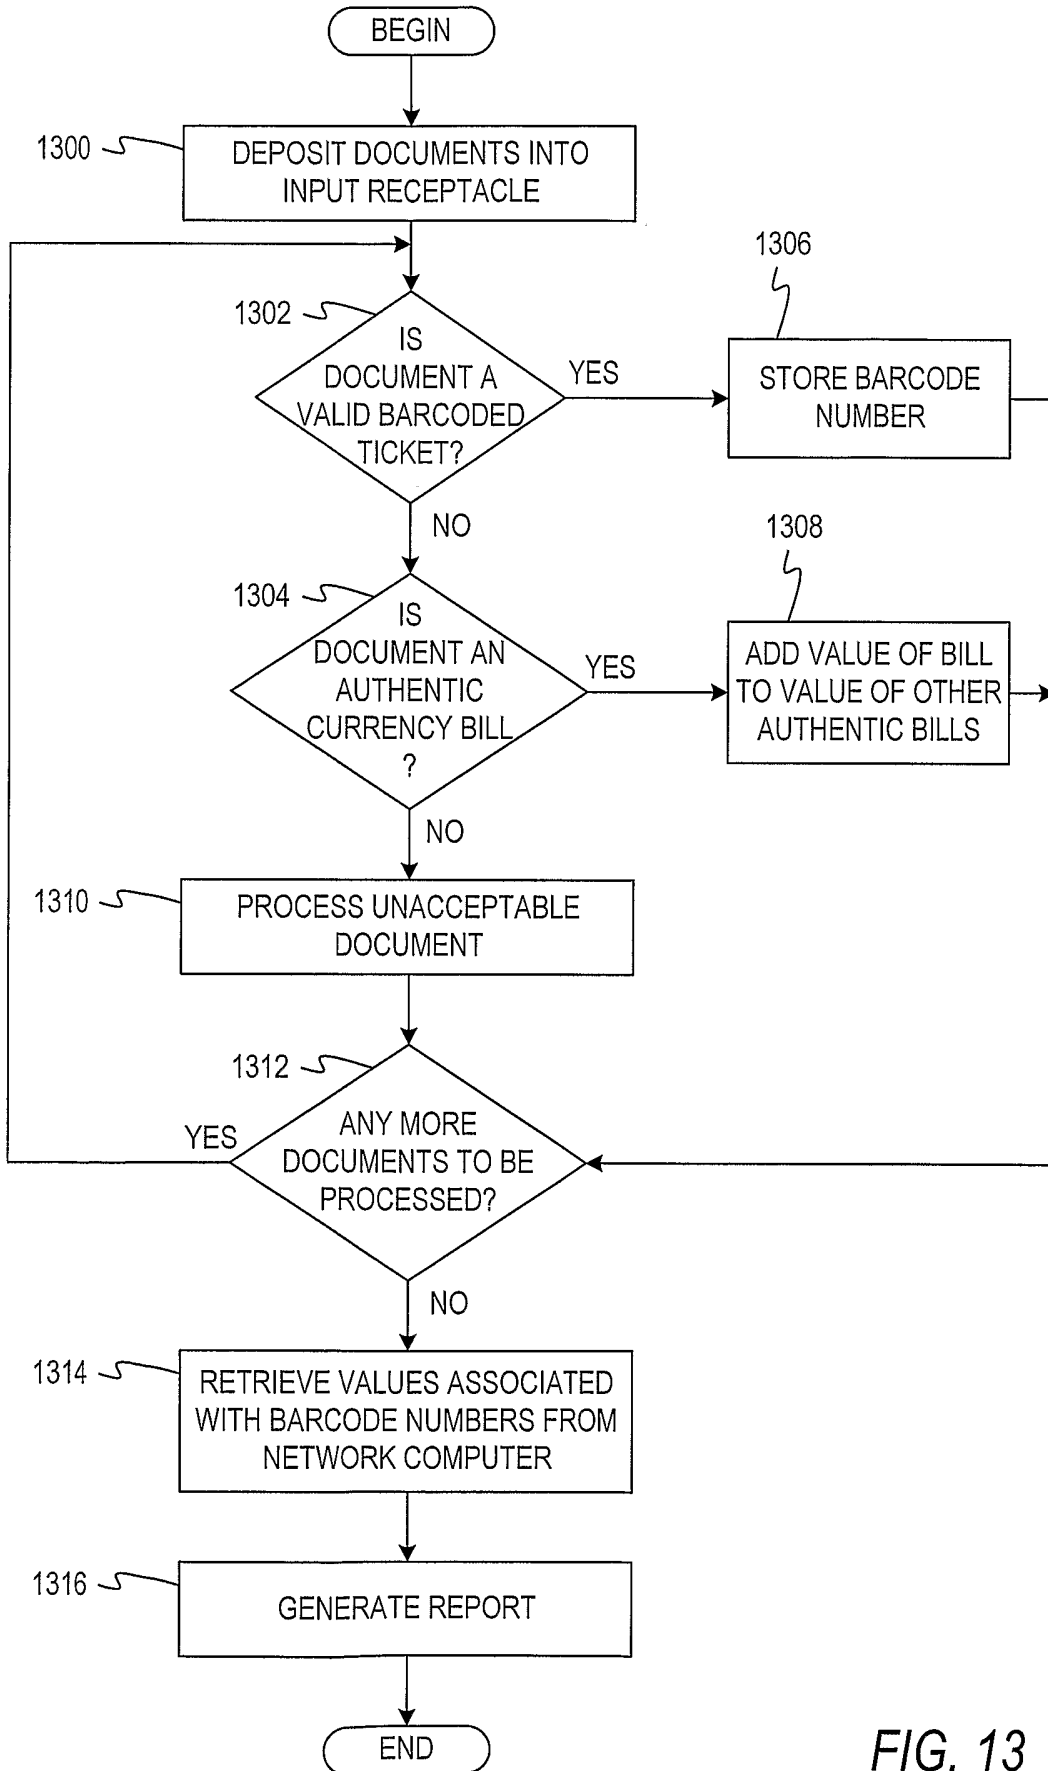 BEGIN
1300
DEPOSIT DOCUMENTS INTO
INPUT RECEPTACLE
1302
IS
DOCUMENT A
VALID BARCODED
TICKET?
YES
1306
STORE BARCODE
NUMBER
NO
1304
IS
DOCUMENT AN
AUTHENTIC
CURRENCY BILL
?
YES
1308
ADD VALUE OF BILL
TO VALUE OF OTHER
AUTHENTIC BILLS
NO
1310
PROCESS UNACCEPTABLE
DOCUMENT
1312
ANY MORE
DOCUMENTS TO BE
PROCESSED?
YES
NO
1314
RETRIEVE VALUES ASSOCIATED
WITH BARCODE NUMBERS FROM
NETWORK COMPUTER
1316
GENERATE REPORT
END
FIG. 13